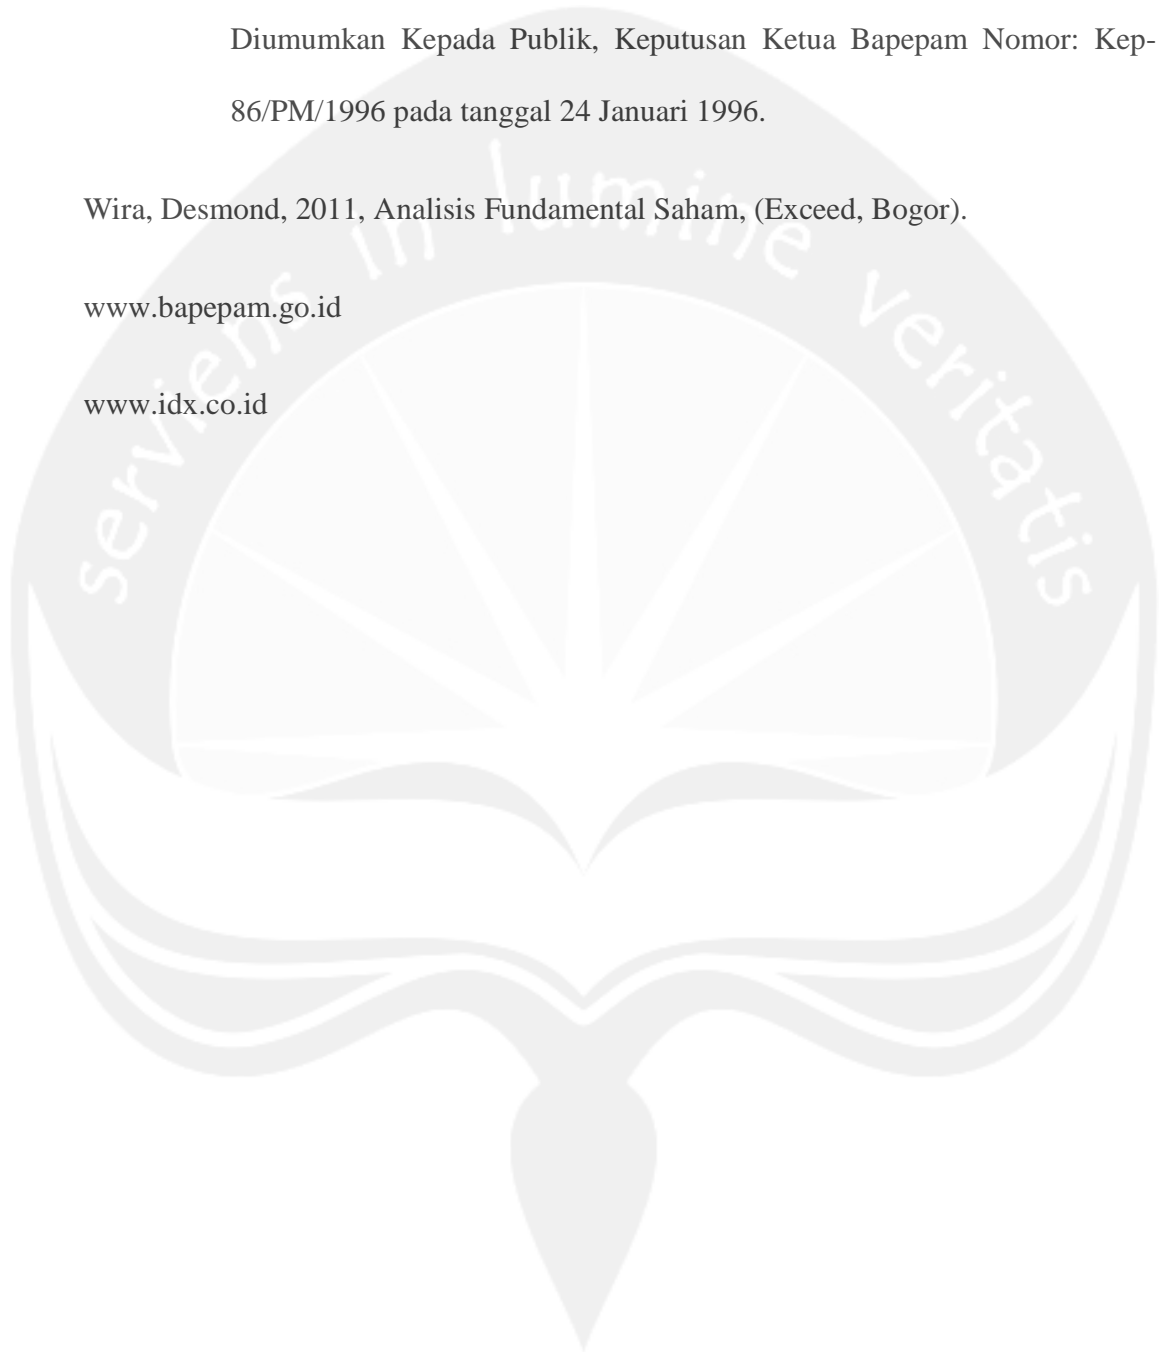 Diumumkan Kepada Publik, Keputusan Ketua Bapepam Nomor: Kep-
86/PM/1996 pada tanggal 24 Januari 1996.
Wira, Desmond, 2011, Analisis Fundamental Saham, (Exceed, Bogor).
www.bapepam.go.id
www.idx.co.id
serviens in lumine veritatis